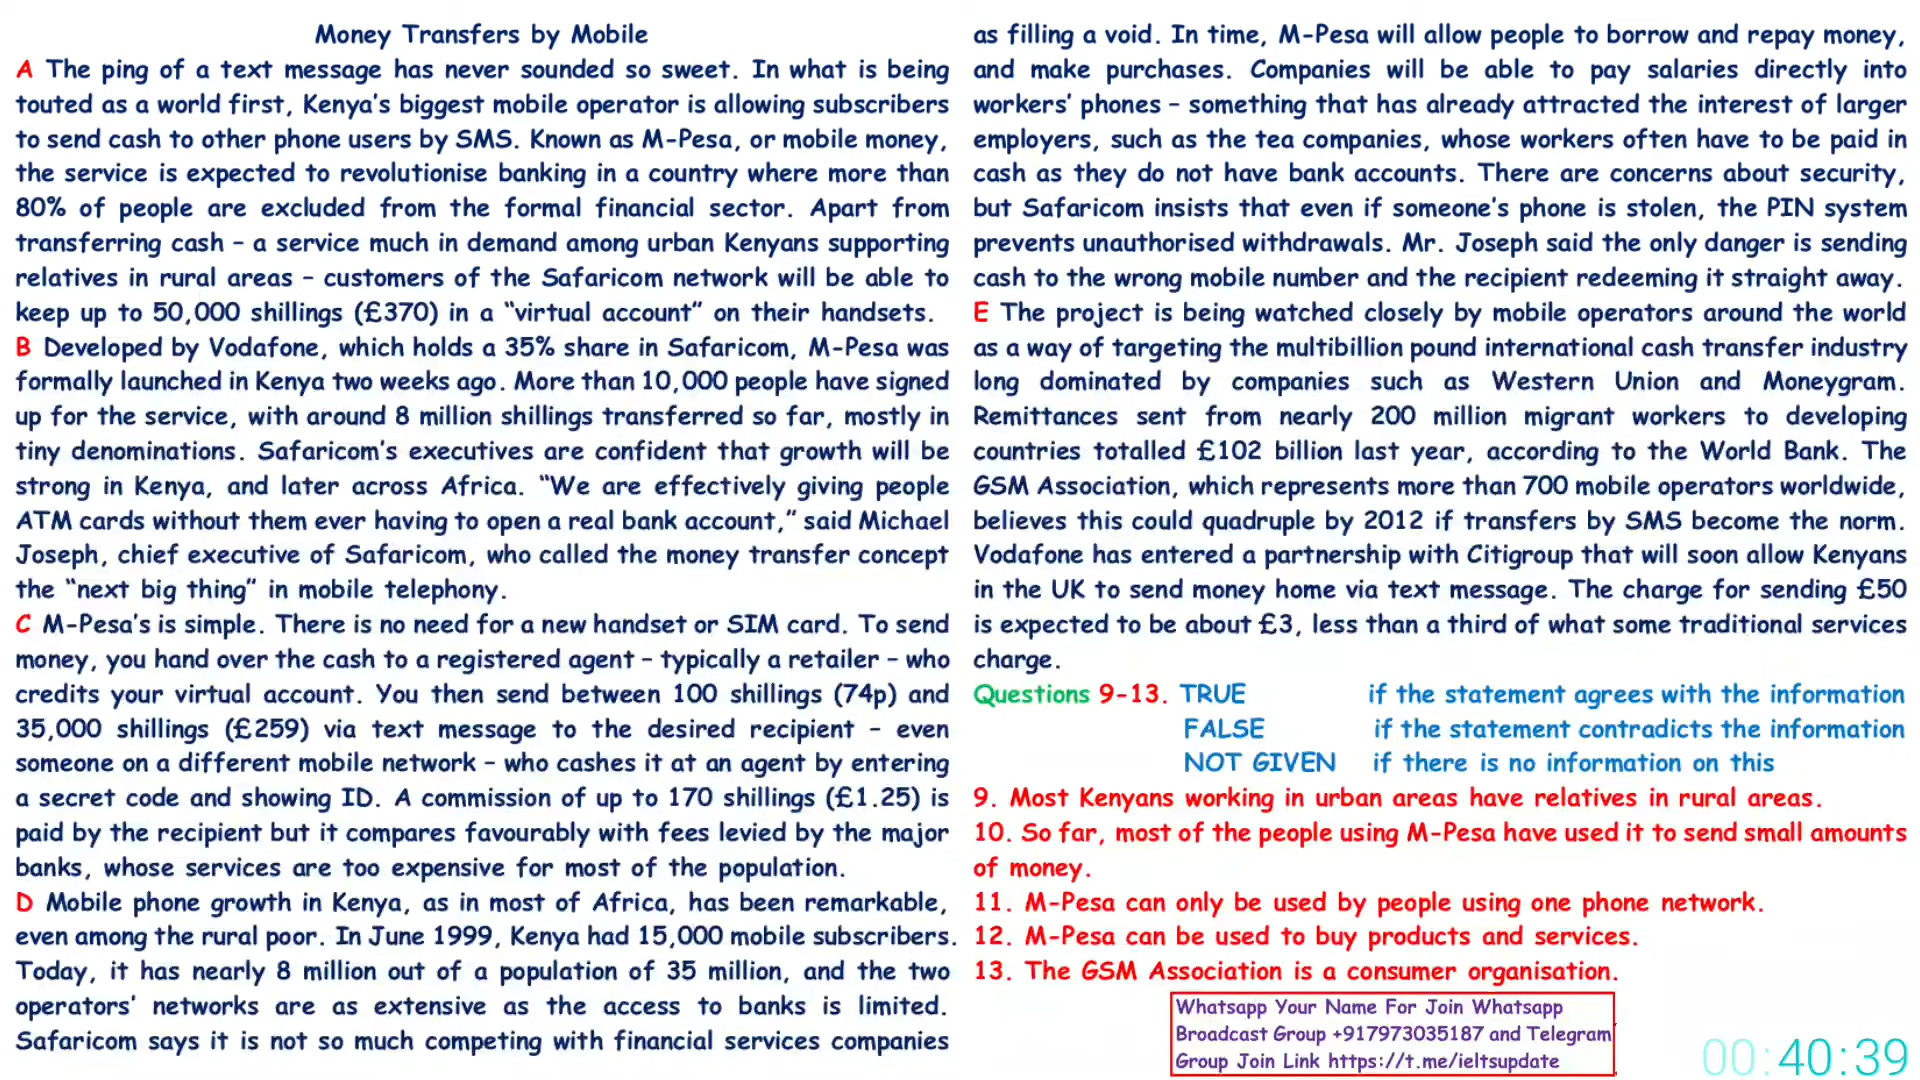 Money Transfers by Mobile
A The ping of a text message has never sounded so sweet. In what is being
touted as a world first, Kenya's biggest mobile operator is allowing subscribers
to send cash to other phone users by SMS. Known as M-Pesa, or mobile money,
the service is expected to revolutionise banking in a country where more than
80% of people are excluded from the formal financial sector. Apart from
transferring cash – a service much in demand among urban Kenyans supporting
relatives in rural areas – customers of the Safaricom network will be able to
keep up to 50,000 shillings (£370) in a "virtual account" on their handsets.
B Developed by Vodafone, which holds a 35% share in Safaricom, M-Pesa was
formally launched in Kenya two weeks ago. More than 10,000 people have signed
up for the service, with around 8 million shillings transferred so far, mostly in
tiny denominations. Safaricom's executives are confident that growth will be
strong in Kenya, and later across Africa. "We are effectively giving people
ATM cards without them ever having to open a real bank account," said Michael
Joseph, chief executive of Safaricom, who called the money transfer concept
the "next big thing" in mobile telephony.
C M-Pesa's is simple. There is no need for a new handset or SIM card. To send
money, you hand over the cash to a registered agent – typically a retailer – who
credits your virtual account. You then send between 100 shillings (74p) and
35,000 shillings (£259) via text message to the desired recipient – even
someone on a different mobile network – who cashes it at an agent by entering
a secret code and showing ID. A commission of up to 170 shillings (£1.25) is
paid by the recipient but it compares favourably with fees levied by the major
banks, whose services are too expensive for most of the population.
D Mobile phone growth in Kenya, as in most of Africa, has been remarkable,
even among the rural poor. In June 1999, Kenya had 15,000 mobile subscribers.
Today, it has nearly 8 million out of a population of 35 million, and the two
operators' networks are as extensive as the access to banks is limited.
Safaricom says it is not so much competing with financial services companies
as filling a void. In time, M-Pesa will allow people to borrow and repay money,
and make purchases. Companies will be able to pay salaries directly into
workers' phones – something that has already attracted the interest of larger
employers, such as the tea companies, whose workers often have to be paid in
cash as they do not have bank accounts. There are concerns about security,
but Safaricom insists that even if someone's phone is stolen, the PIN system
prevents unauthorised withdrawals. Mr. Joseph said the only danger is sending
cash to the wrong mobile number and the recipient redeeming it straight away.
E The project is being watched closely by mobile operators around the world
as a way of targeting the multibillion pound international cash transfer industry
long dominated by companies such as Western Union and Moneygram.
Remittances sent from nearly 200 million migrant workers to developing
countries totalled £102 billion last year, according to the World Bank. The
GSM Association, which represents more than 700 mobile operators worldwide,
believes this could quadruple by 2012 if transfers by SMS become the norm.
Vodafone has entered a partnership with Citigroup that will soon allow Kenyans
in the UK to send money home via text message. The charge for sending £50
is expected to be about £3, less than a third of what some traditional services
charge.
Questions 9-13. TRUE if the statement agrees with the information
FALSE if the statement contradicts the information
NOT GIVEN if there is no information on this
9. Most Kenyans working in urban areas have relatives in rural areas.
10. So far, most of the people using M-Pesa have used it to send small amounts
of money.
11. M-Pesa can only be used by people using one phone network.
12. M-Pesa can be used to buy products and services.
13. The GSM Association is a consumer organisation.
Whatsapp Your Name For Join Whatsapp
Broadcast Group +917973035187 and Telegram
Group Join Link https://t.me/ieltsupdate
00:40:39